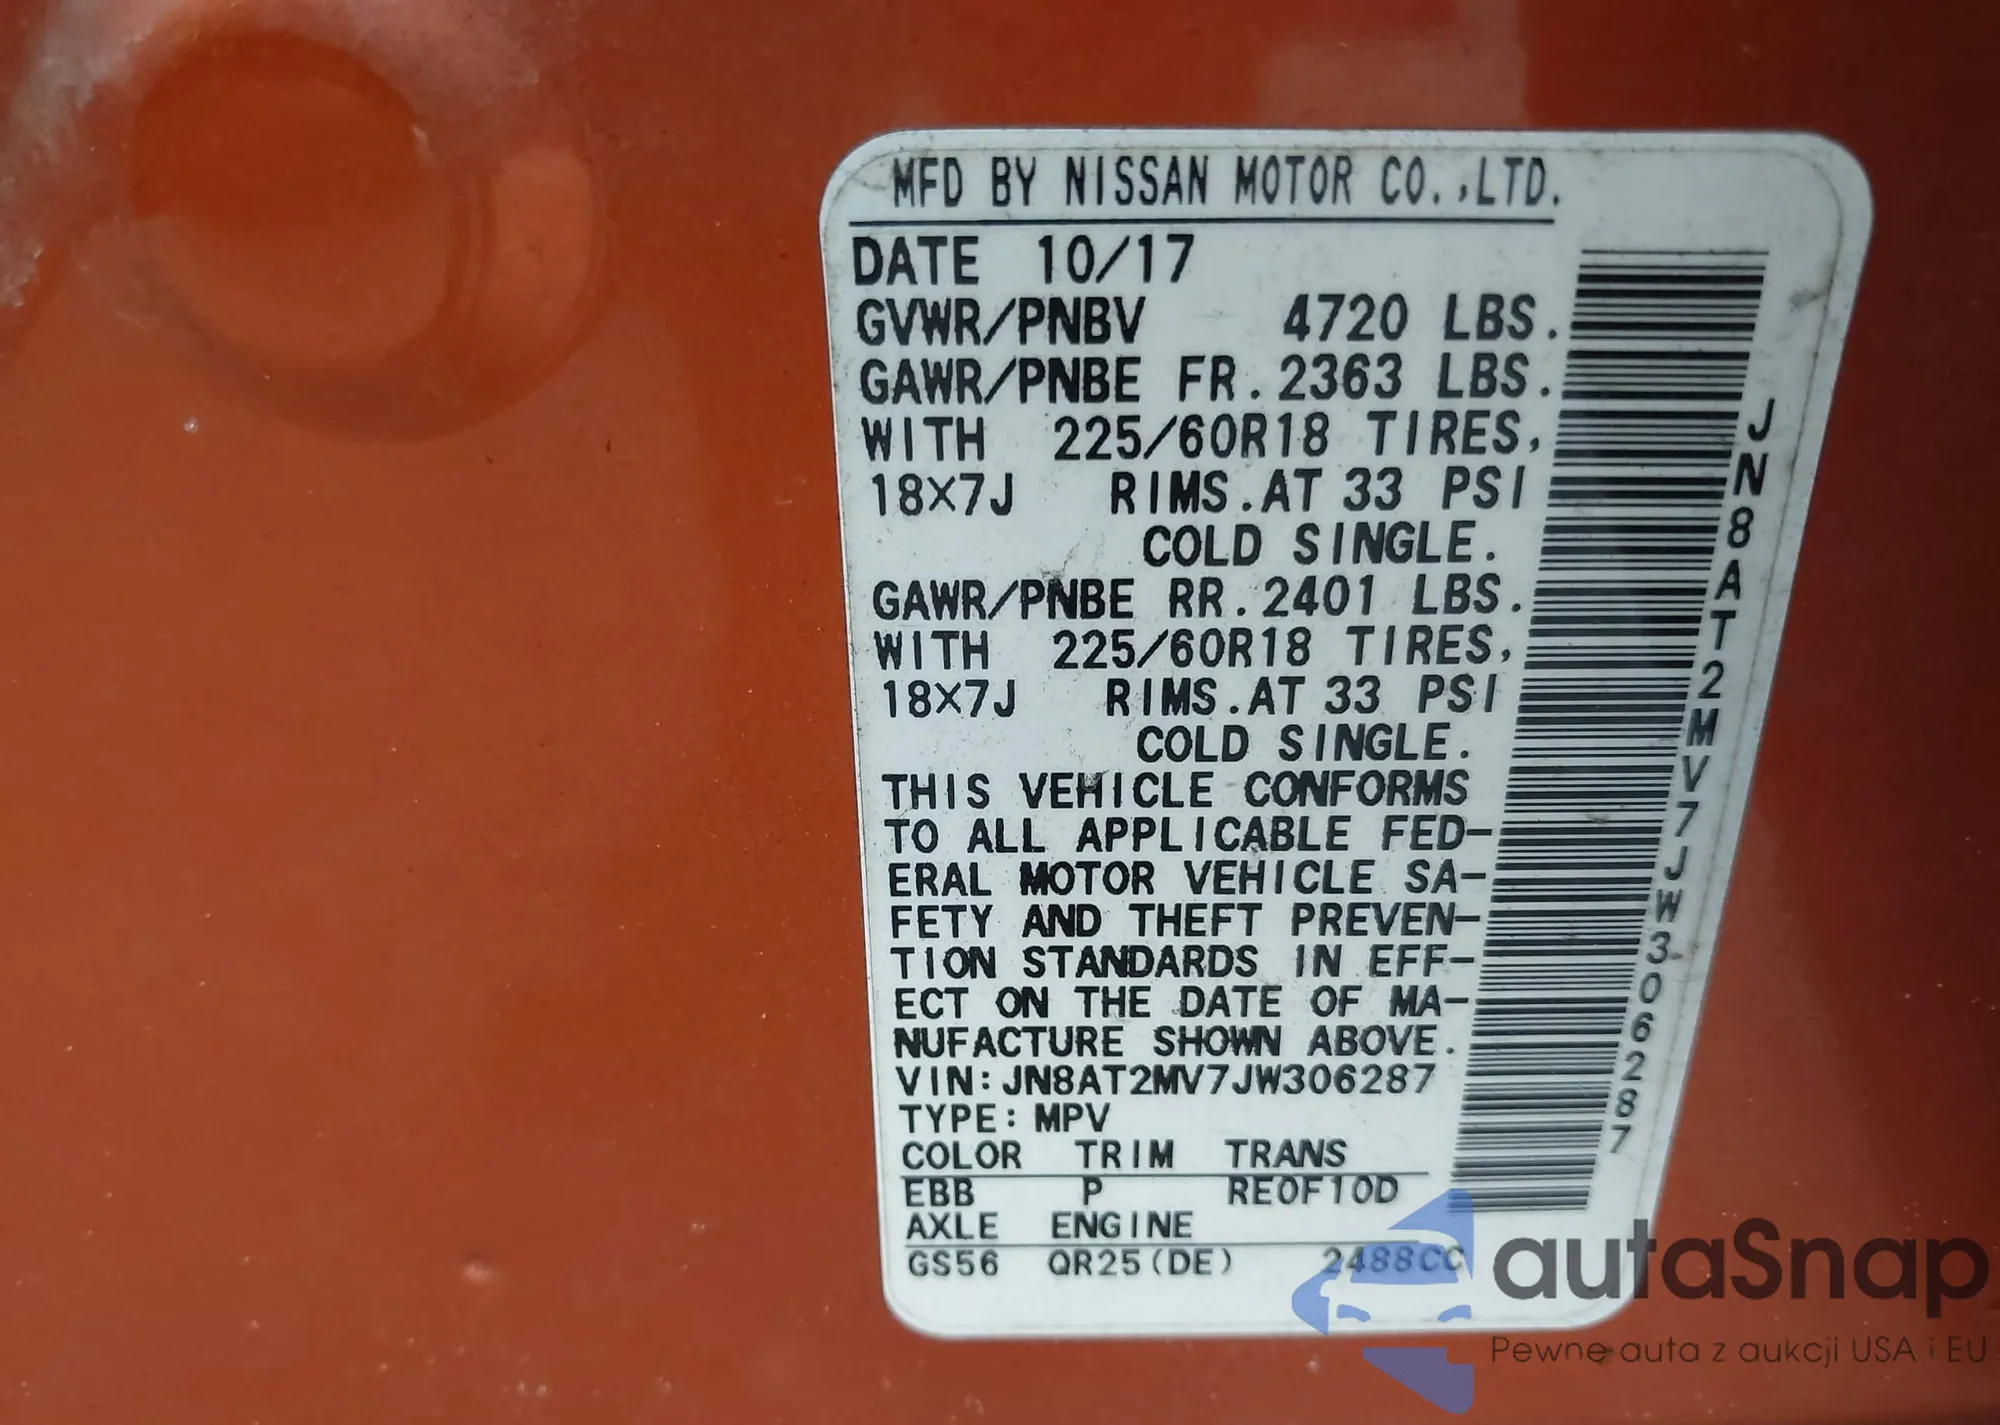 MFD BY NISSAN MOTOR CO.,LTD.
DATE 10/17
GVWR/PNBV 4720 LBS.
GAWR/PNBE FR.2363 LBS.
WITH 225/60R18 TIRES,
18×7J RIMS.AT 33 PSI
COLD SINGLE.
GAWR/PNBE RR.2401 LBS.
WITH 225/60R18 TIRES,
18×7J RIMS.AT 33 PSI
COLD SINGLE.
THIS VEHICLE CONFORMS
TO ALL APPLICABLE FED-
ERAL MOTOR VEHICLE SA-
FETY AND THEFT PREVEN-
TION STANDARDS IN EFF-
ECT ON THE DATE OF MA-
NUFACTURE SHOWN ABOVE.
VIN:JN8AT2MV7JW306287
TYPE:MPV
COLOR TRIM TRANS
EBB P RE0F10D
AXLE ENGINE
GS56 QR25(DE) 2488CC
JN8AT2MV7JW306287
autaSnap
Pewne auta z aukcji USA i EU